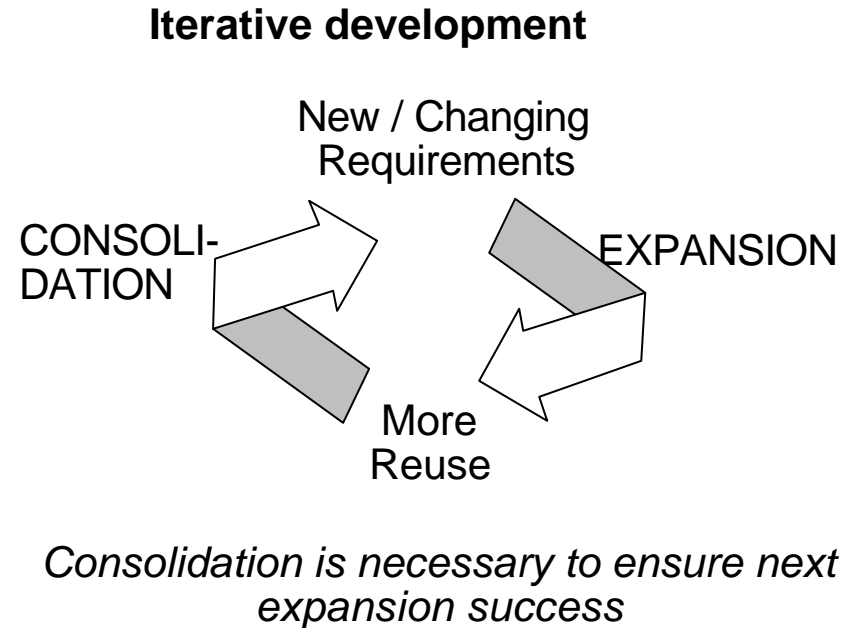 Iterative development
New / Changing
Requirements
CONSOLI-
DATION
EXPANSION
More
Reuse
Consolidation is necessary to ensure next
expansion success